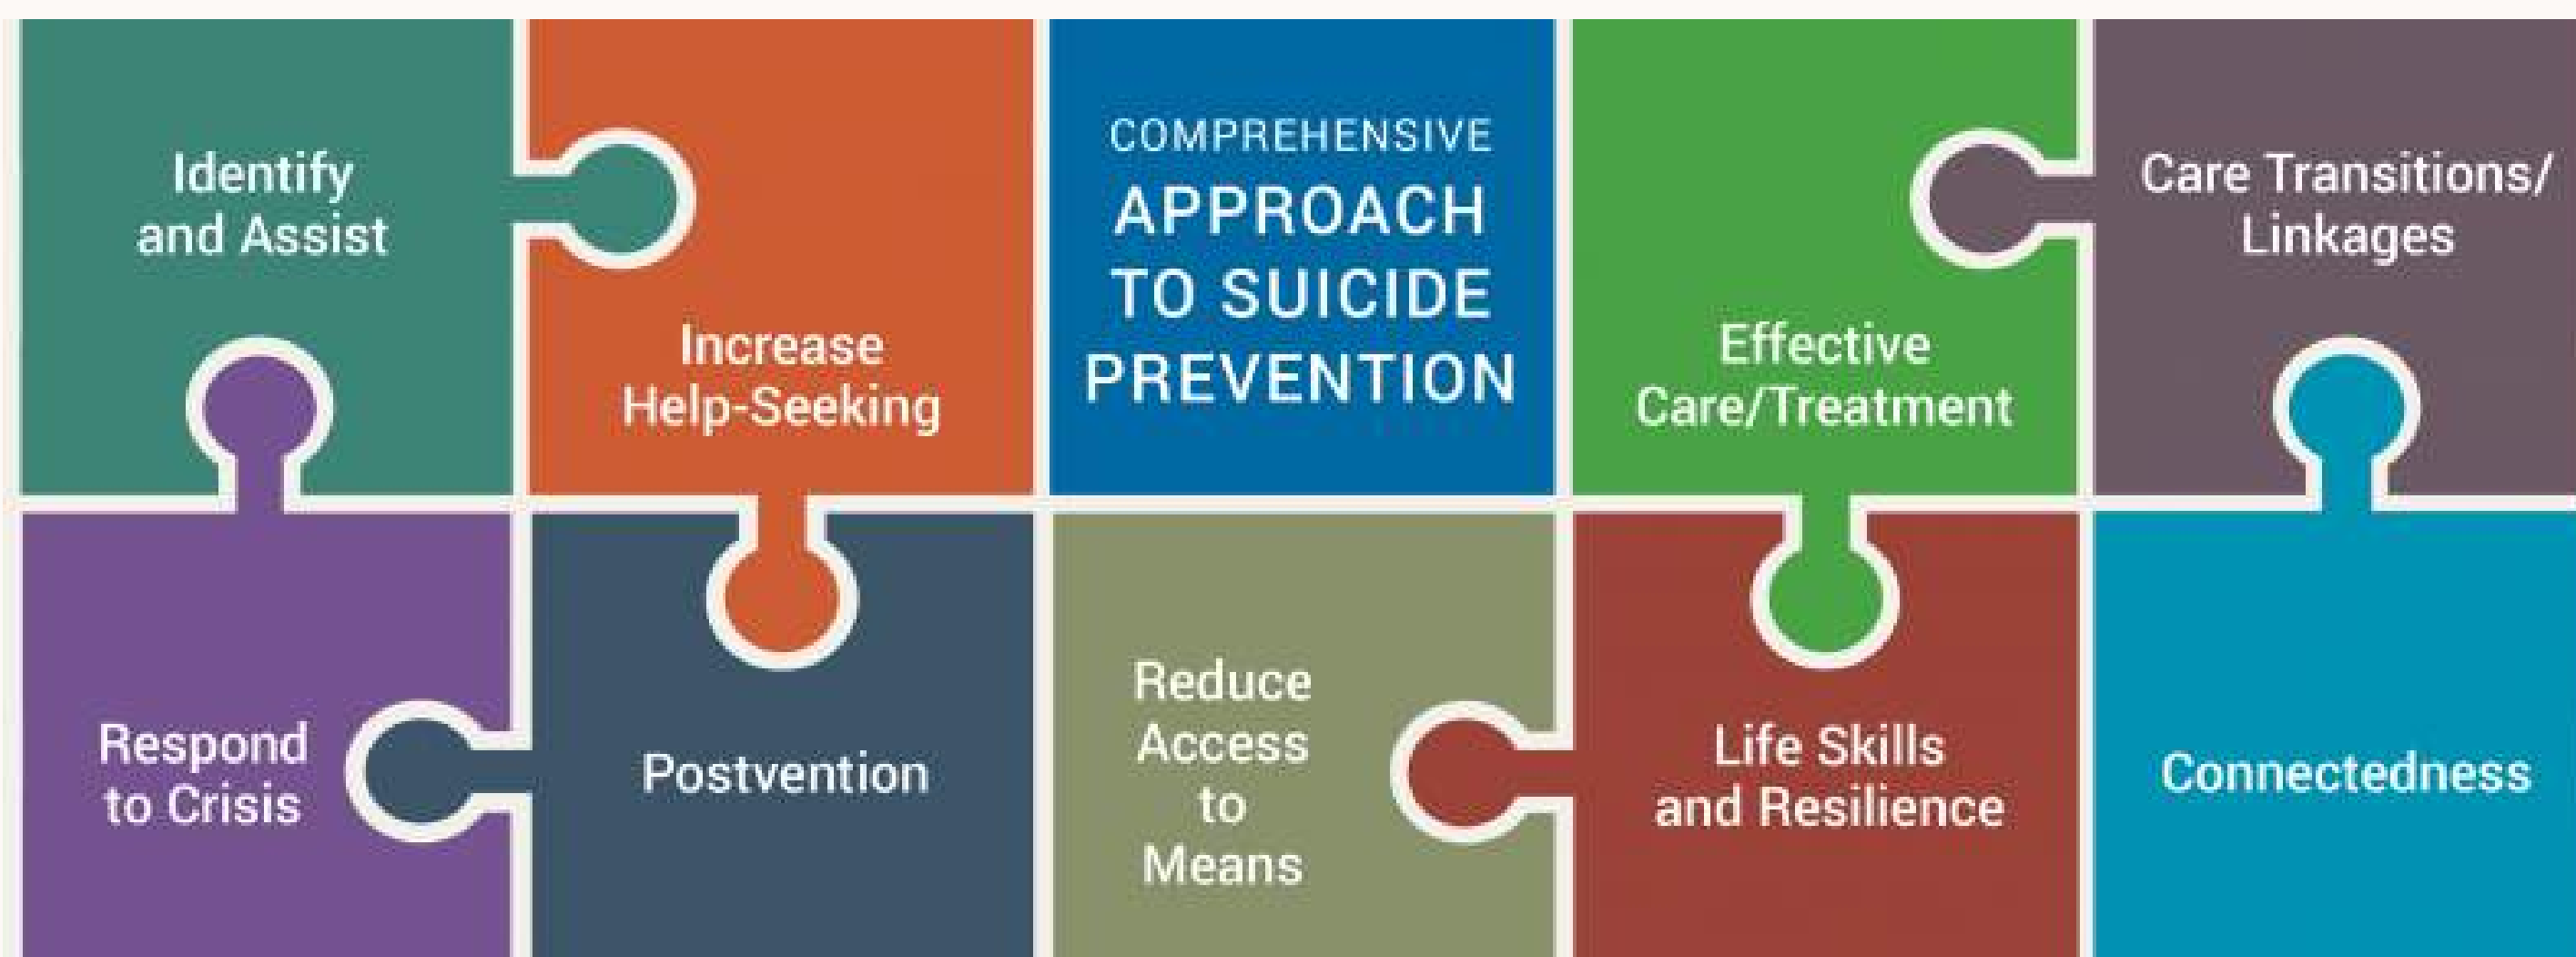 Identify
and Assist
Increase
Help-Seeking
COMPREHENSIVE
APPROACH
TO SUICIDE
PREVENTION
Effective
Care/Treatment
Care Transitions/
Linkages
Respond
to Crisis
Postvention
Reduce
Access
to
Means
Life Skills
and Resilience
Connectedness